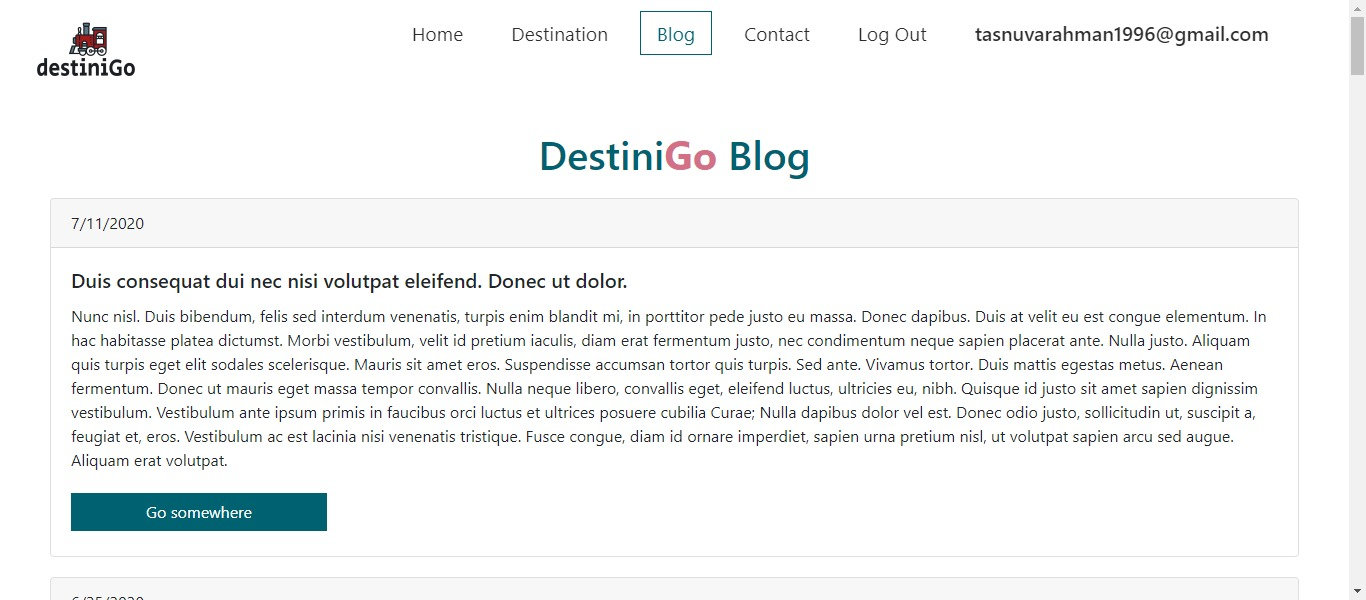 destiniGo
Home Destination Blog Contact Log Out tasnuvarahman1996@gmail.com
DestiniGo Blog
7/11/2020
Duis consequat dui nec nisi volutpat eleifend. Donec ut dolor.
Nunc nisl. Duis bibendum, felis sed interdum venenatis, turpis enim blandit mi, in porttitor pede justo eu massa. Donec dapibus. Duis at velit eu est congue elementum. In
hac habitasse platea dictumst. Morbi vestibulum, velit id pretium iaculis, diam erat fermentum justo, nec condimentum neque sapien placerat ante. Nulla justo. Aliquam
quis turpis eget elit sodales scelerisque. Mauris sit amet eros. Suspendisse accumsan tortor quis turpis. Sed ante. Vivamus tortor. Duis mattis egestas metus. Aenean
fermentum. Donec ut mauris eget massa tempor convallis. Nulla neque libero, convallis eget, eleifend luctus, ultricies eu, nibh. Quisque id justo sit amet sapien dignissim
vestibulum. Vestibulum ante ipsum primis in faucibus orci luctus et ultrices posuere cubilia Curae; Nulla dapibus dolor vel est. Donec odio justo, sollicitudin ut, suscipit a,
feugiat et, eros. Vestibulum ac est lacinia nisi venenatis tristique. Fusce congue, diam id ornare imperdiet, sapien urna pretium nisl, ut volutpat sapien arcu sed augue.
Aliquam erat volutpat.
Go somewhere
6/25/2020